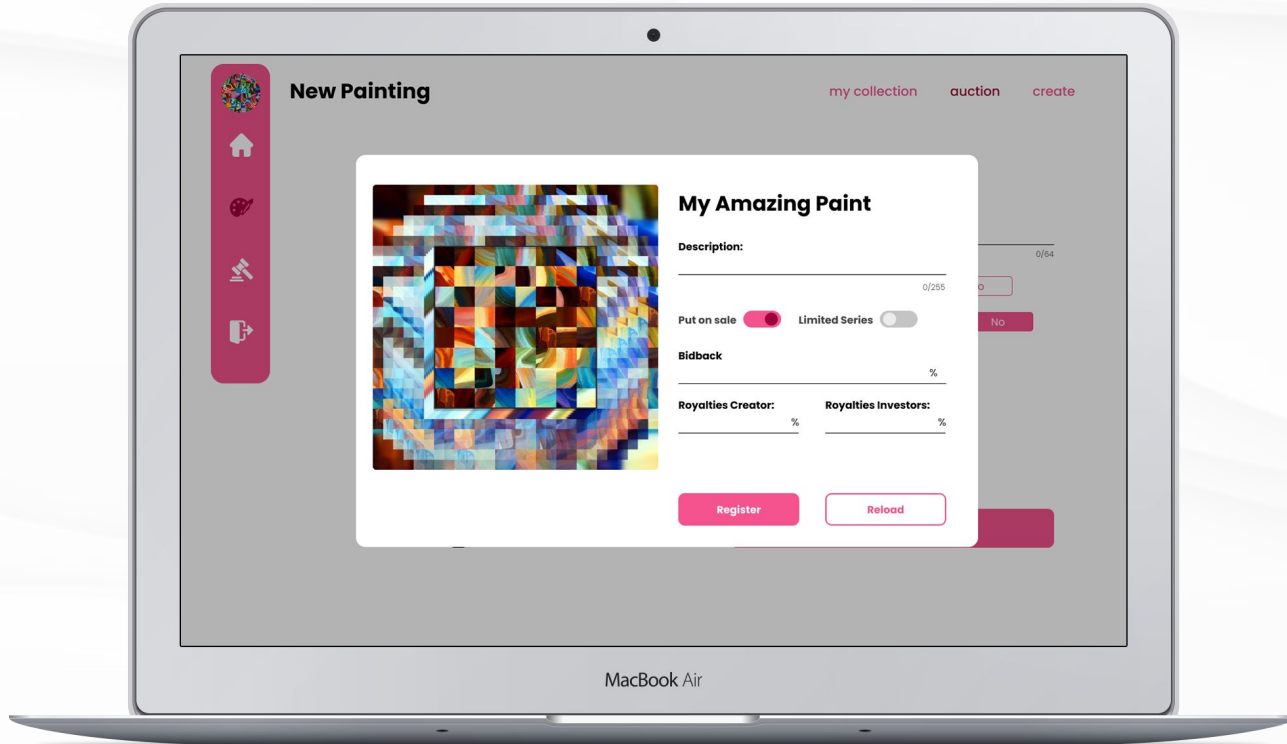 New Painting
my collection auction create
My Amazing Paint
Description:
0/255
0/64
Put on sale Limited Series
No
Bidback
%
Royalties Creator: Royalties Investors:
% %
Register Reload
MacBook Air